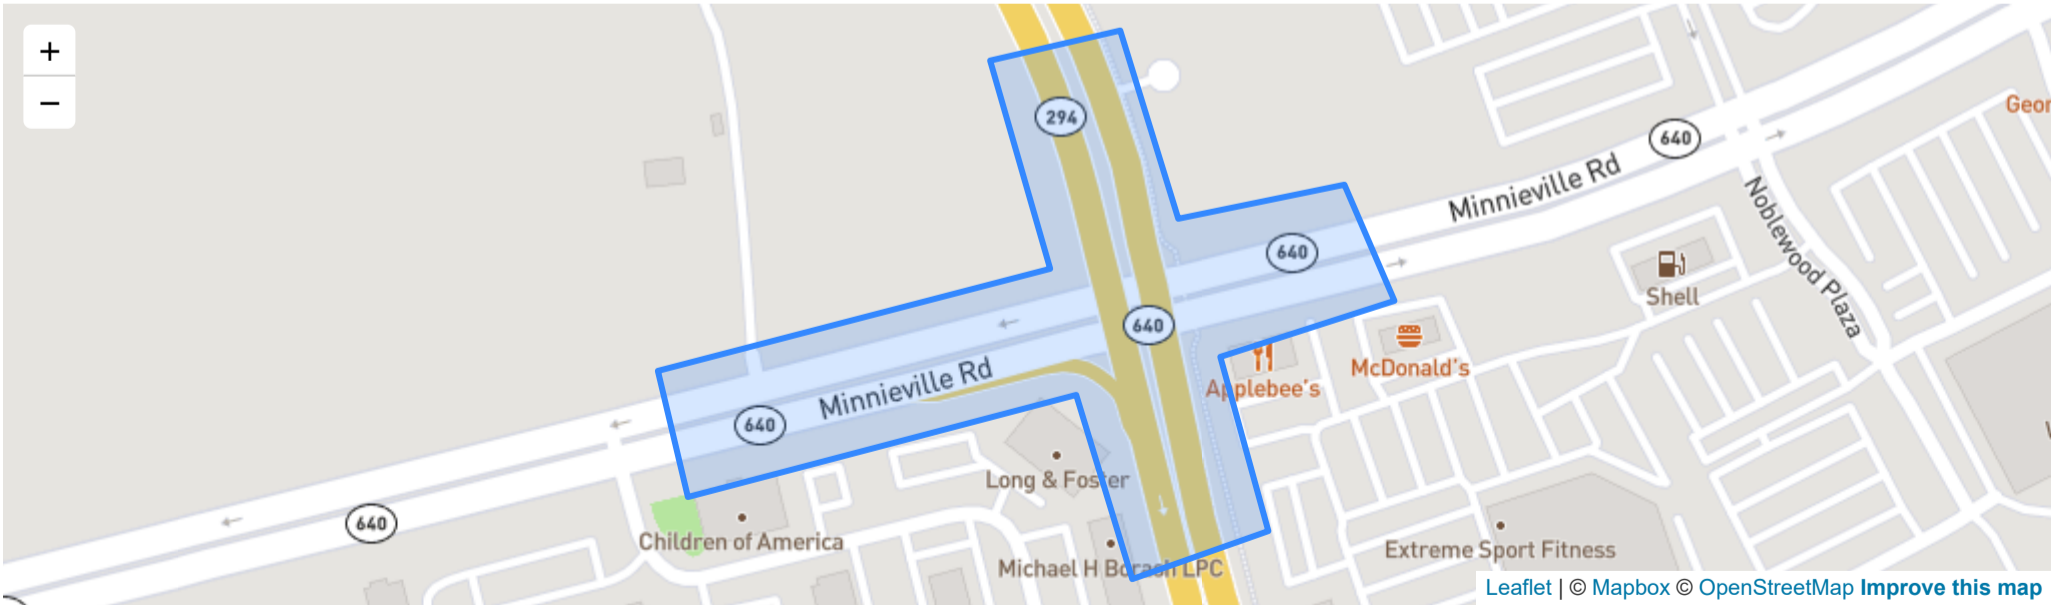 +
−
294
640
Geor
Minnieville Rd
640
Noblewood Plaza
Shell
640
McDonald's
Applebee's
Minnieville Rd
640
Long & Foster
640
Children of America
Michael H Borash LPC
Extreme Sport Fitness
Leaflet | © Mapbox © OpenStreetMap Improve this map